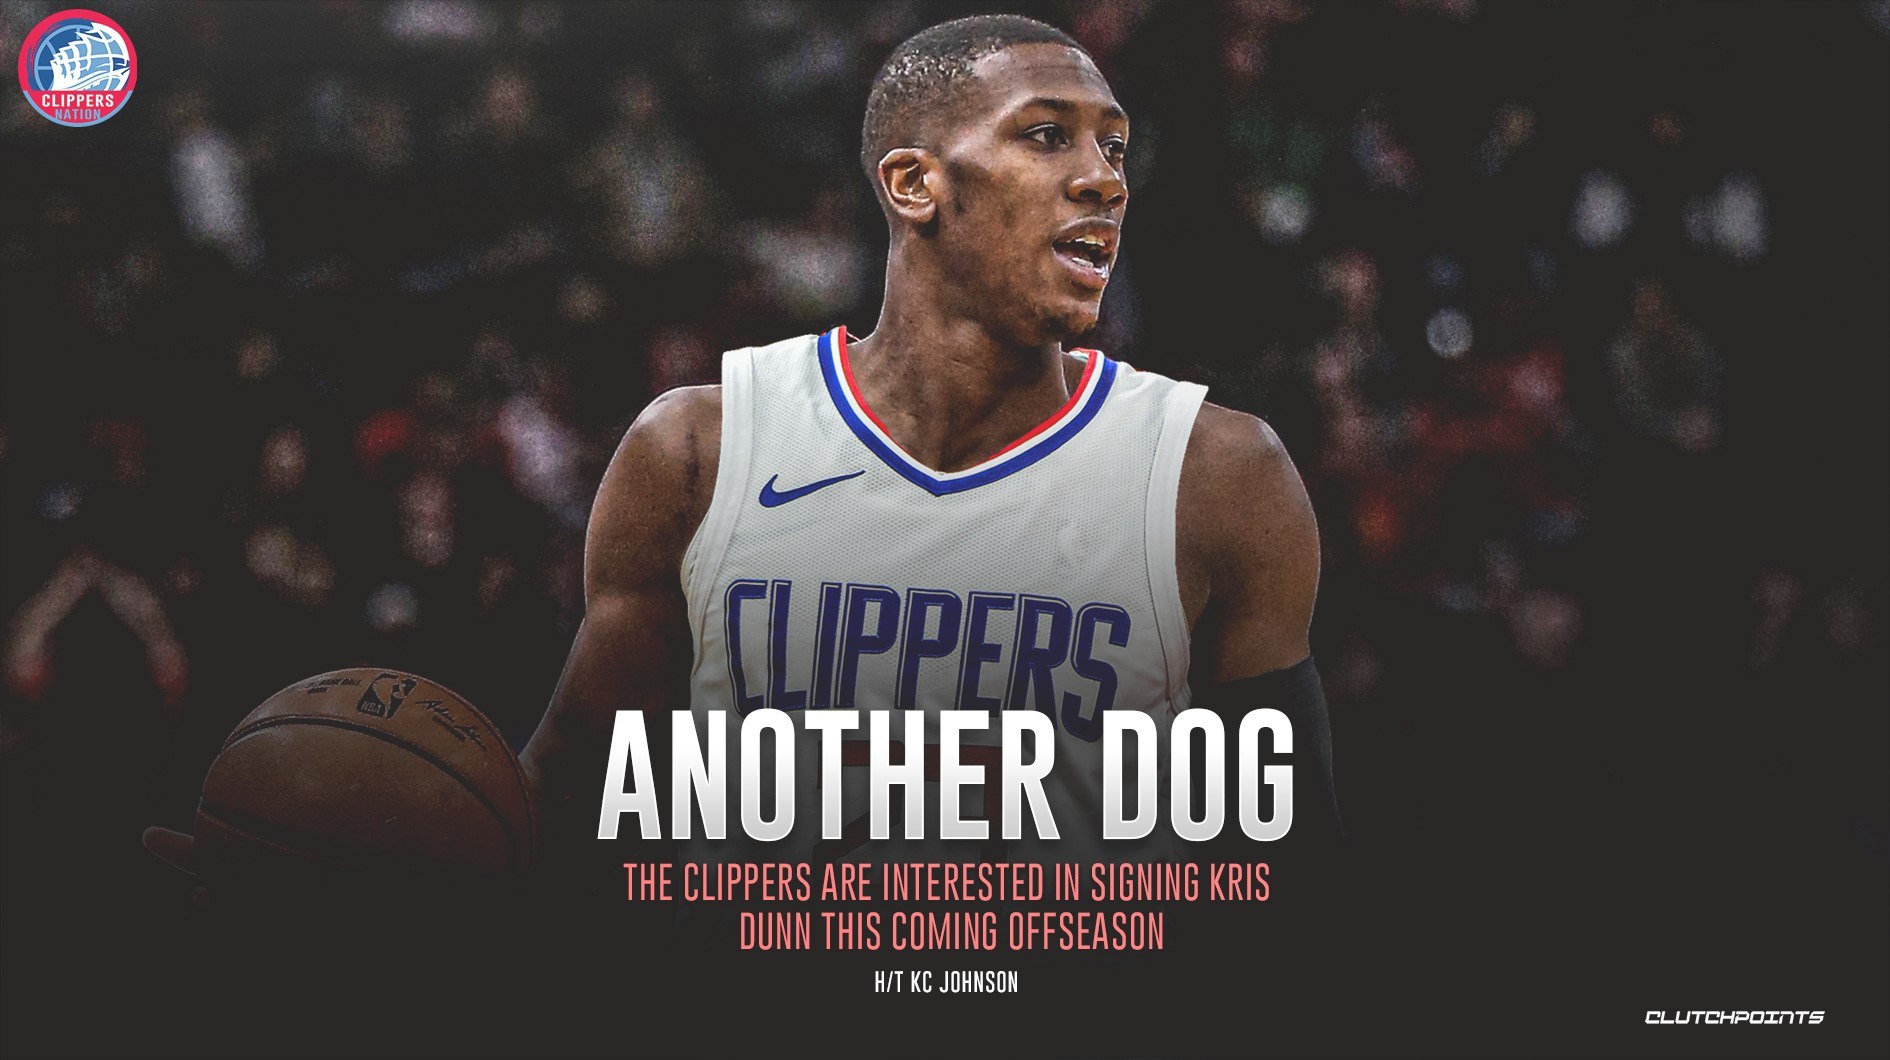 CLIPPERS
NATION
CLIPPERS
NBA
ANOTHER DOG
THE CLIPPERS ARE INTERESTED IN SIGNING KRIS
DUNN THIS COMING OFFSEASON
H/T KC JOHNSON
CLUTCHPOINTS